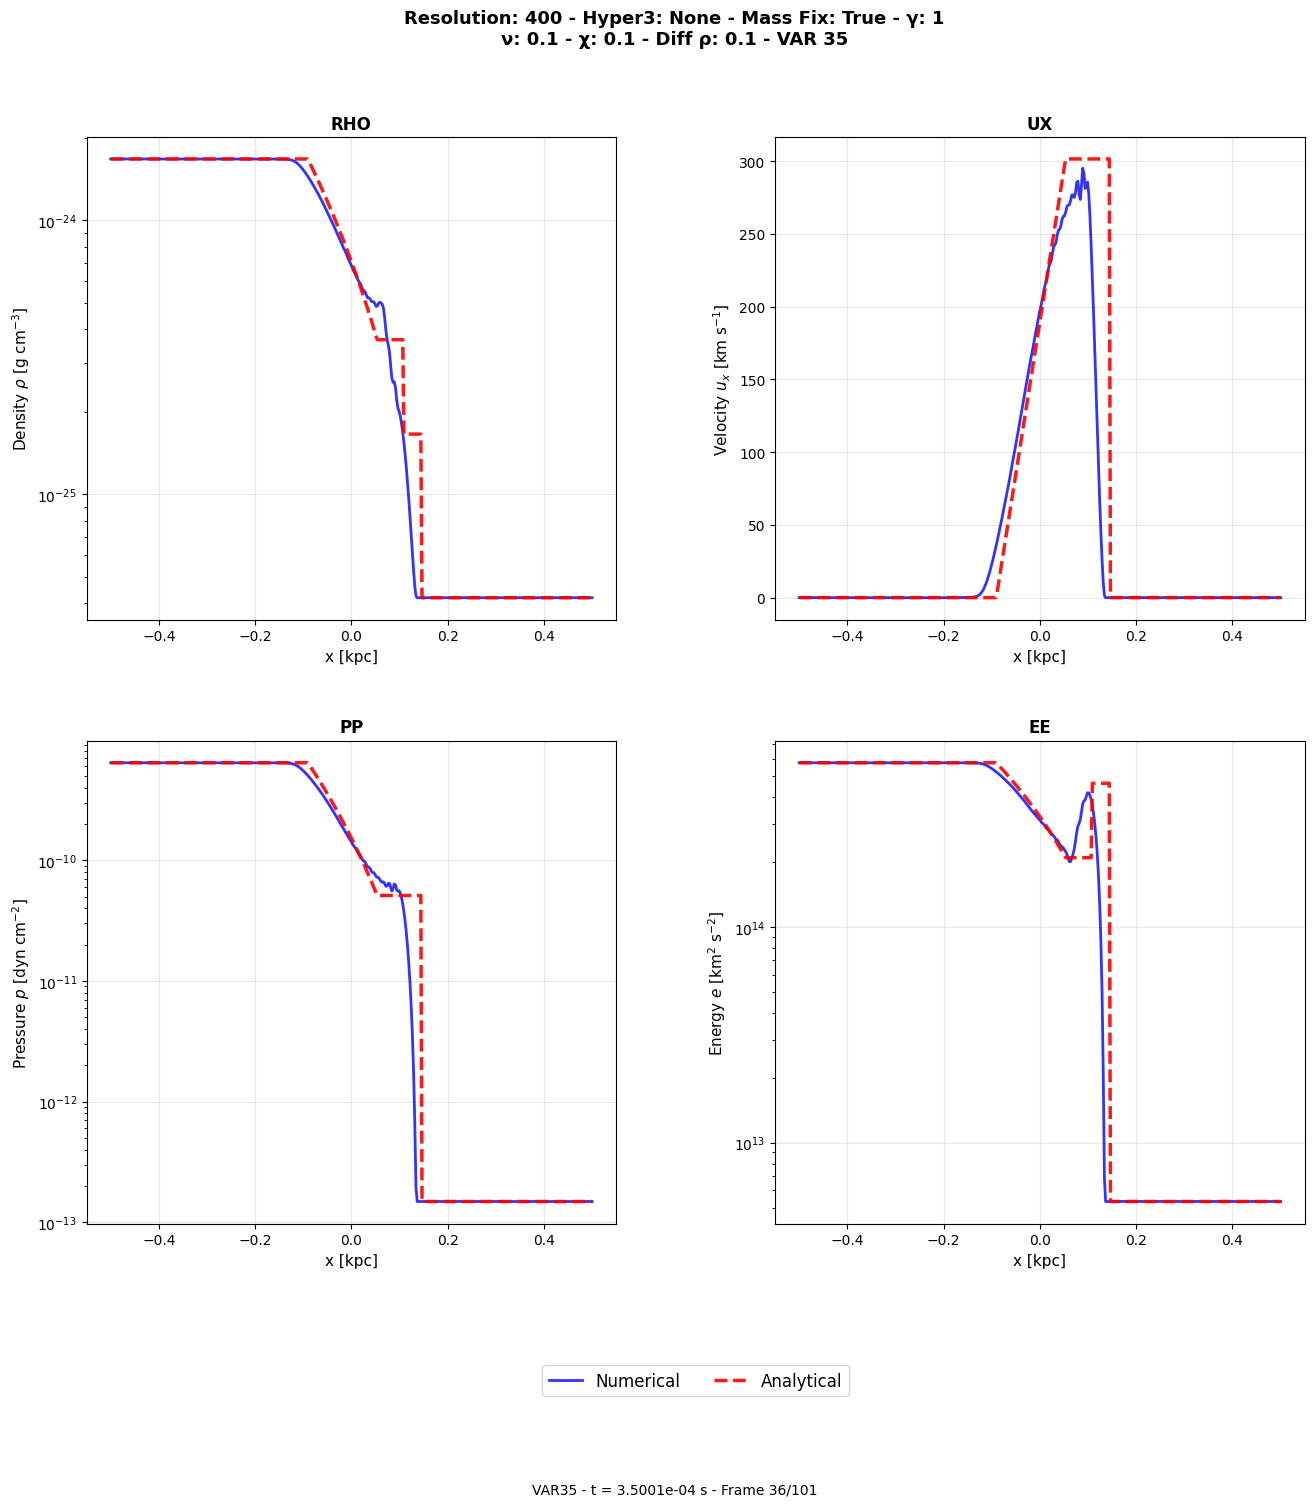 Resolution: 400 - Hyper3: None - Mass Fix: True - γ: 1
ν: 0.1 - χ: 0.1 - Diff ρ: 0.1 - VAR 35
RHO
Density ρ [g cm⁻³]
10⁻²⁴
10⁻²⁵
−0.4 −0.2 0.0 0.2 0.4
x [kpc]
UX
Velocity uₓ [km s⁻¹]
300
250
200
150
100
50
0
−0.4 −0.2 0.0 0.2 0.4
x [kpc]
PP
Pressure p [dyn cm⁻²]
10⁻¹⁰
10⁻¹¹
10⁻¹²
10⁻¹³
−0.4 −0.2 0.0 0.2 0.4
x [kpc]
EE
Energy e [km² s⁻²]
10¹⁴
10¹³
−0.4 −0.2 0.0 0.2 0.4
x [kpc]
Numerical Analytical
VAR35 - t = 3.5001e-04 s - Frame 36/101